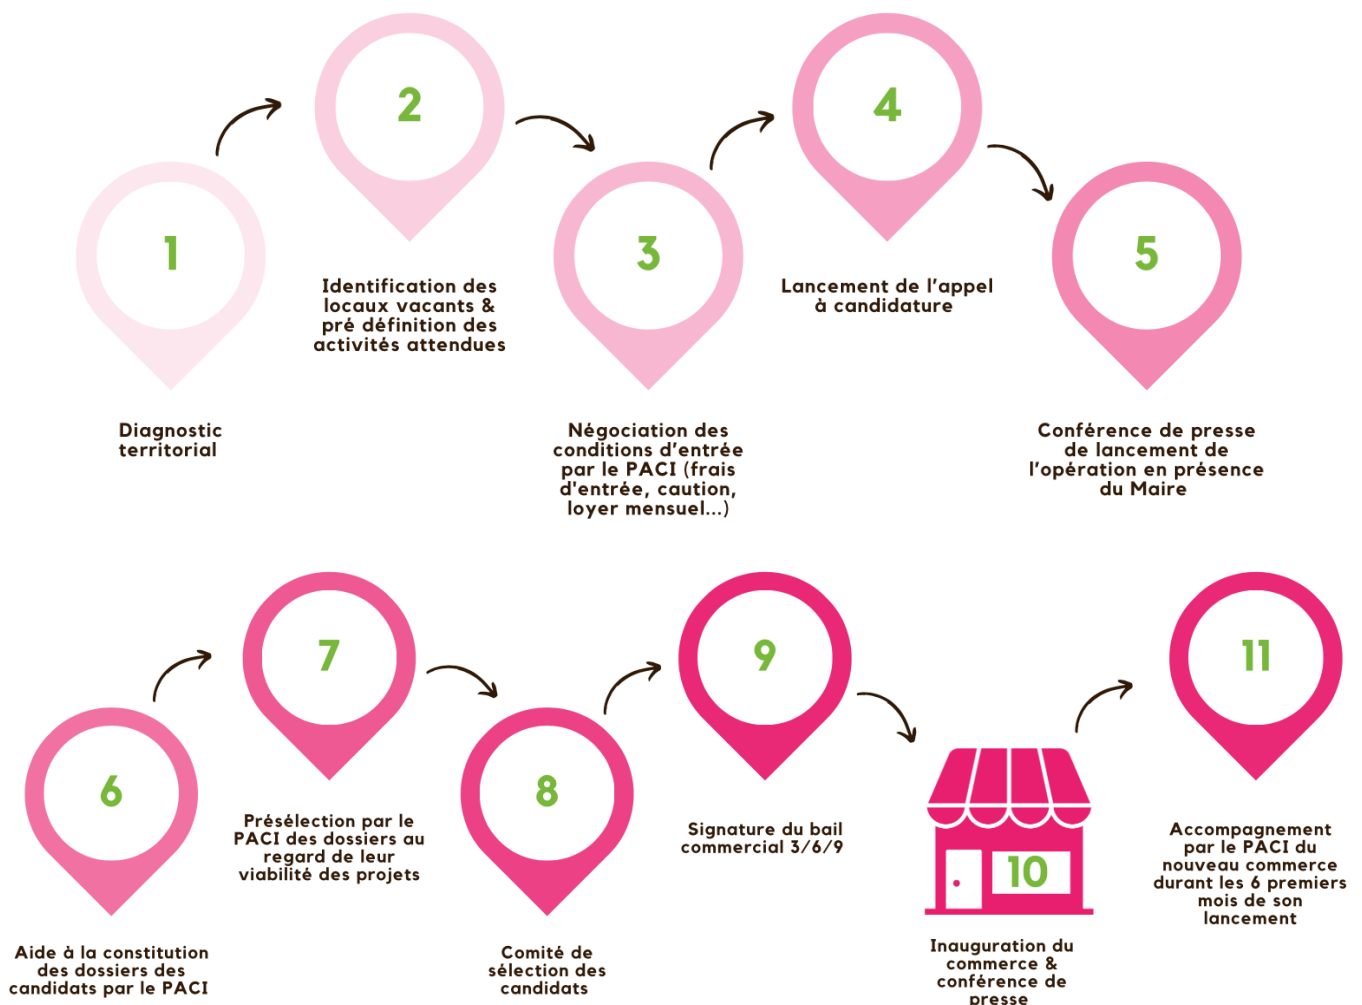 1
Diagnostic
territorial
2
Identification des
locaux vacants &
pré définition des
activités attendues
3
Négociation des
conditions d'entrée
par le PACI (frais
d'entrée, caution,
loyer mensuel...)
4
Lancement de l'appel
à candidature
5
Conférence de presse
de lancement de
l'opération en présence
du Maire
6
Aide à la constitution
des dossiers des
candidats par le PACI
7
Présélection par le
PACI des dossiers au
regard de leur
viabilité des projets
8
Comité de
sélection des
candidats
9
Signature du bail
commercial 3/6/9
10
Inauguration du
commerce &
conférence de
presse
11
Accompagnement
par le PACI du
nouveau commerce
durant les 6 premiers
mois de son
lancement